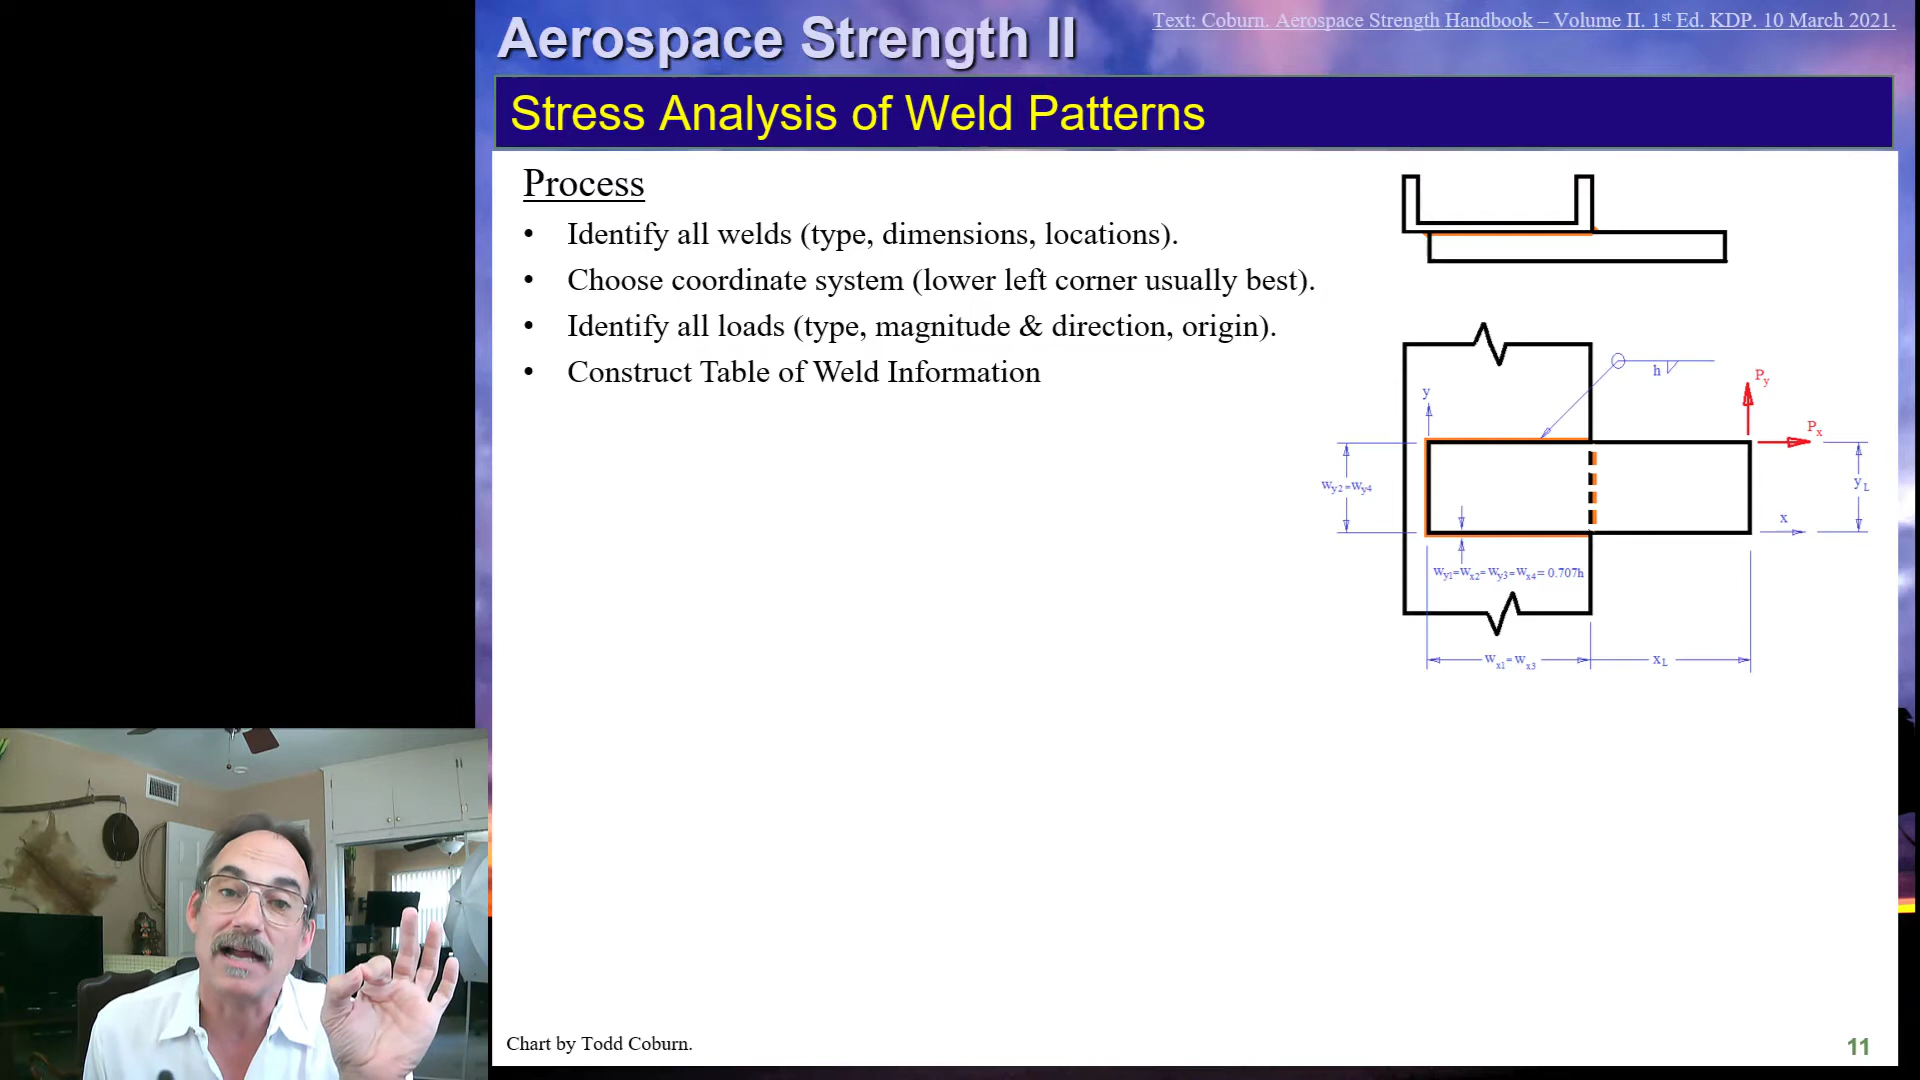 Text: Coburn. Aerospace Strength Handbook – Volume II. 1st Ed. KDP. 10 March 2021.
Aerospace Strength II
Stress Analysis of Weld Patterns
Process
• Identify all welds (type, dimensions, locations).
• Choose coordinate system (lower left corner usually best).
• Identify all loads (type, magnitude & direction, origin).
• Construct Table of Weld Information
h
Py
y
Px
wy2=wy4
yL
x
wy1=wx2=wy3=wx4= 0.707h
wx1= wx3
xL
Chart by Todd Coburn.
11